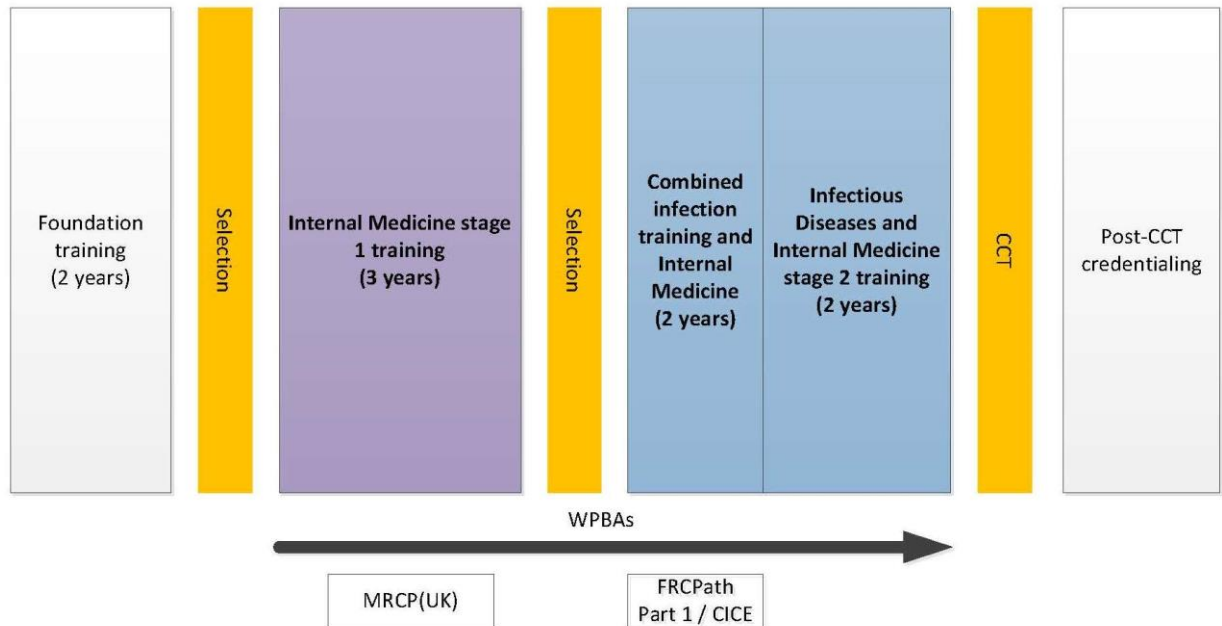 Foundation
training
(2 years)
Selection
Internal Medicine stage
1 training
(3 years)
Selection
Combined
infection
training and
Internal
Medicine
(2 years)
Infectious
Diseases and
Internal Medicine
stage 2 training
(2 years)
CCT
Post-CCT
credentialing
WPBAs
MRCP(UK)
FRCPath
Part 1 / CICE